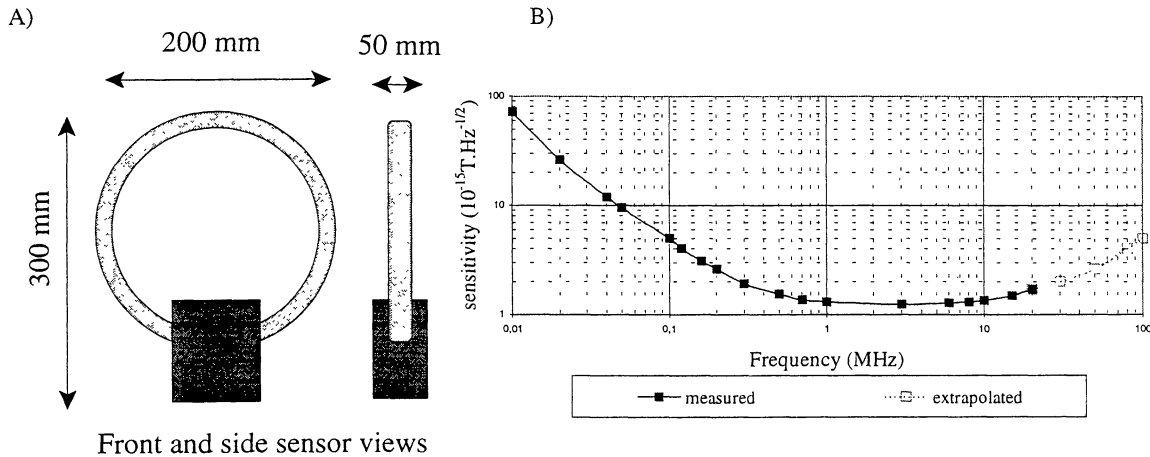 A)
200 mm
50 mm
300 mm
Front and side sensor views
B)
sensitivity (10⁻¹⁵T.Hz⁻¹/²)
100
10
1
0,01
0,1
1
10
100
Frequency (MHz)
measured
extrapolated